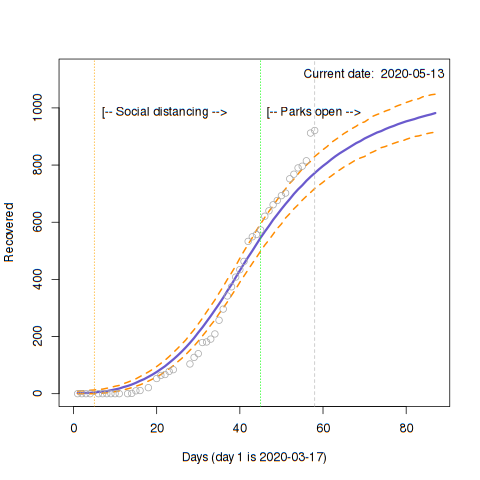 Current date: 2020-05-13
[-- Social distancing --> [-- Parks open -->
Recovered
1000
800
600
400
200
0
0 20 40 60 80
Days (day 1 is 2020-03-17)